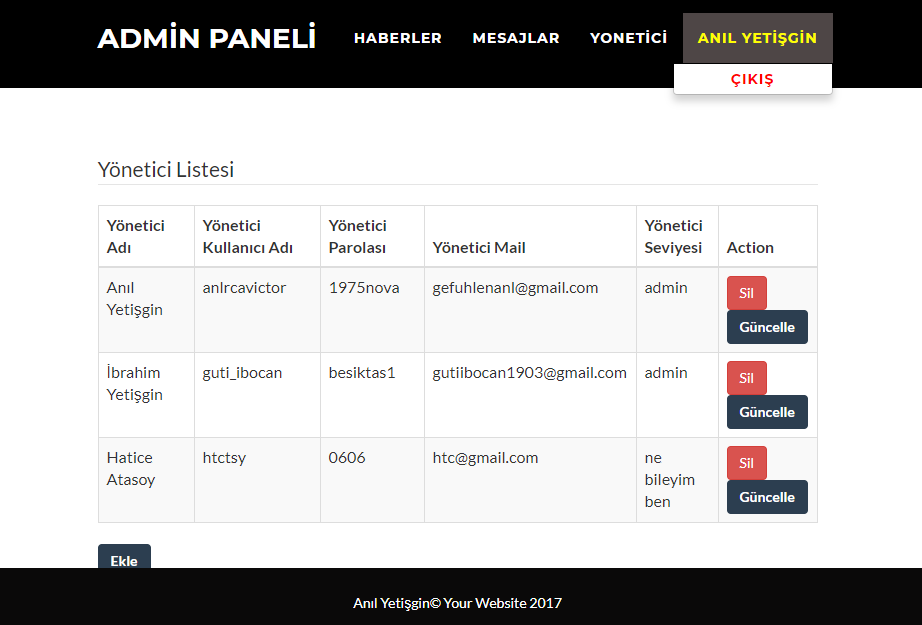 ADMİN PANELİ HABERLER MESAJLAR YONETİCİ ANIL YETİŞGİN
ÇIKIŞ
Yönetici Listesi
Yönetici Adı Yönetici Kullanıcı Adı Yönetici Parolası Yönetici Mail Yönetici Seviyesi Action
Anıl Yetişgin anlrcavictor 1975nova gefuhlenanl@gmail.com admin Sil Güncelle
İbrahim Yetişgin guti_ibocan besiktas1 gutiibocan1903@gmail.com admin Sil Güncelle
Hatice Atasoy htctsy 0606 htc@gmail.com ne bileyim ben Sil Güncelle
Ekle
Anıl Yetişgin© Your Website 2017